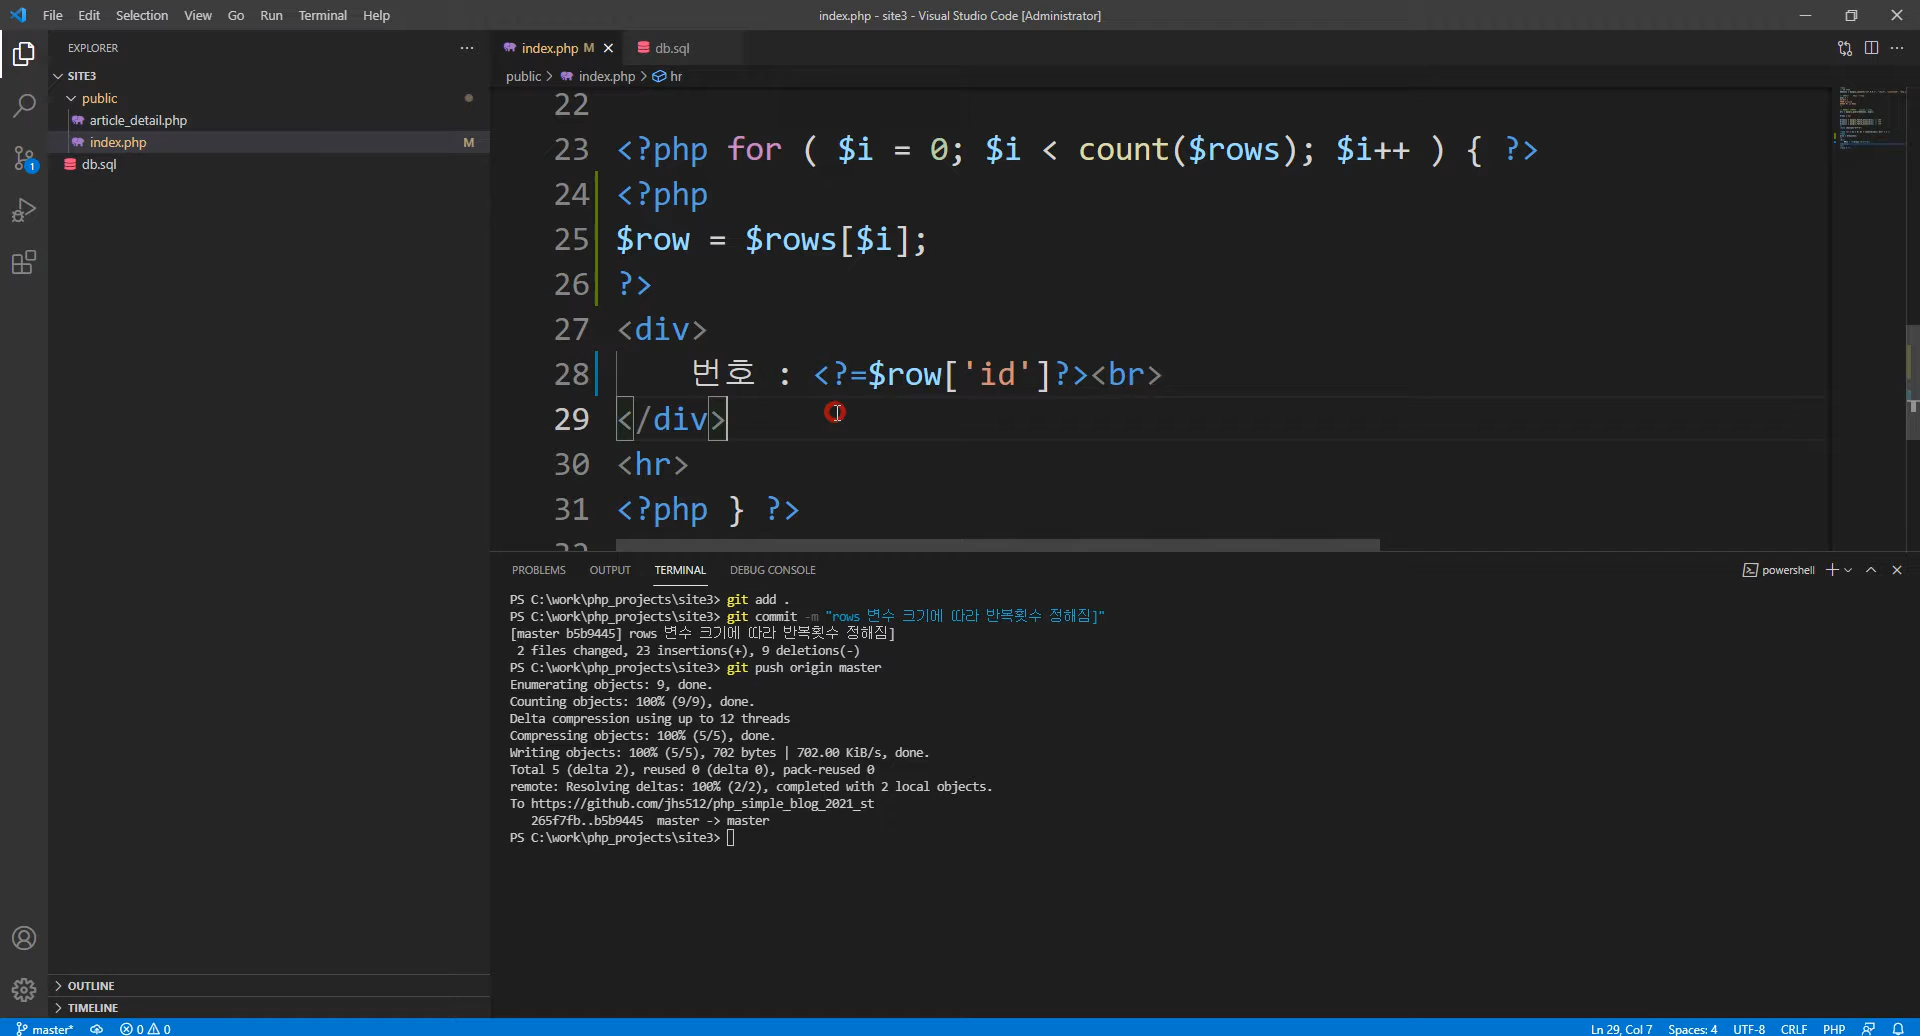 File Edit Selection View Go Run Terminal Help
index.php - site3 - Visual Studio Code [Administrator]
EXPLORER
SITE3
public
article_detail.php
index.php M
db.sql
1
OUTLINE
TIMELINE
index.php M
db.sql
public > index.php > hr
22
23 <?php for ( $i = 0; $i < count($rows); $i++ ) { ?>
24 <?php
25 $row = $rows[$i];
26 ?>
27 <div>
28 번호 : <?=$row['id']?><br>
29 </div>
30 <hr>
31 <?php } ?>
32
PROBLEMS OUTPUT TERMINAL DEBUG CONSOLE
powershell
PS C:\work\php_projects\site3> git add .
PS C:\work\php_projects\site3> git commit -m "rows 변수 크기에 따라 반복횟수 정해짐]"
[master b5b9445] rows 변수 크기에 따라 반복횟수 정해짐]
2 files changed, 23 insertions(+), 9 deletions(-)
PS C:\work\php_projects\site3> git push origin master
Enumerating objects: 9, done.
Counting objects: 100% (9/9), done.
Delta compression using up to 12 threads
Compressing objects: 100% (5/5), done.
Writing objects: 100% (5/5), 702 bytes | 702.00 KiB/s, done.
Total 5 (delta 2), reused 0 (delta 0), pack-reused 0
remote: Resolving deltas: 100% (2/2), completed with 2 local objects.
To https://github.com/jhs512/php_simple_blog_2021_st
265f7fb..b5b9445 master -> master
PS C:\work\php_projects\site3>
master* 0 0
Ln 29, Col 7 Spaces: 4 UTF-8 CRLF PHP